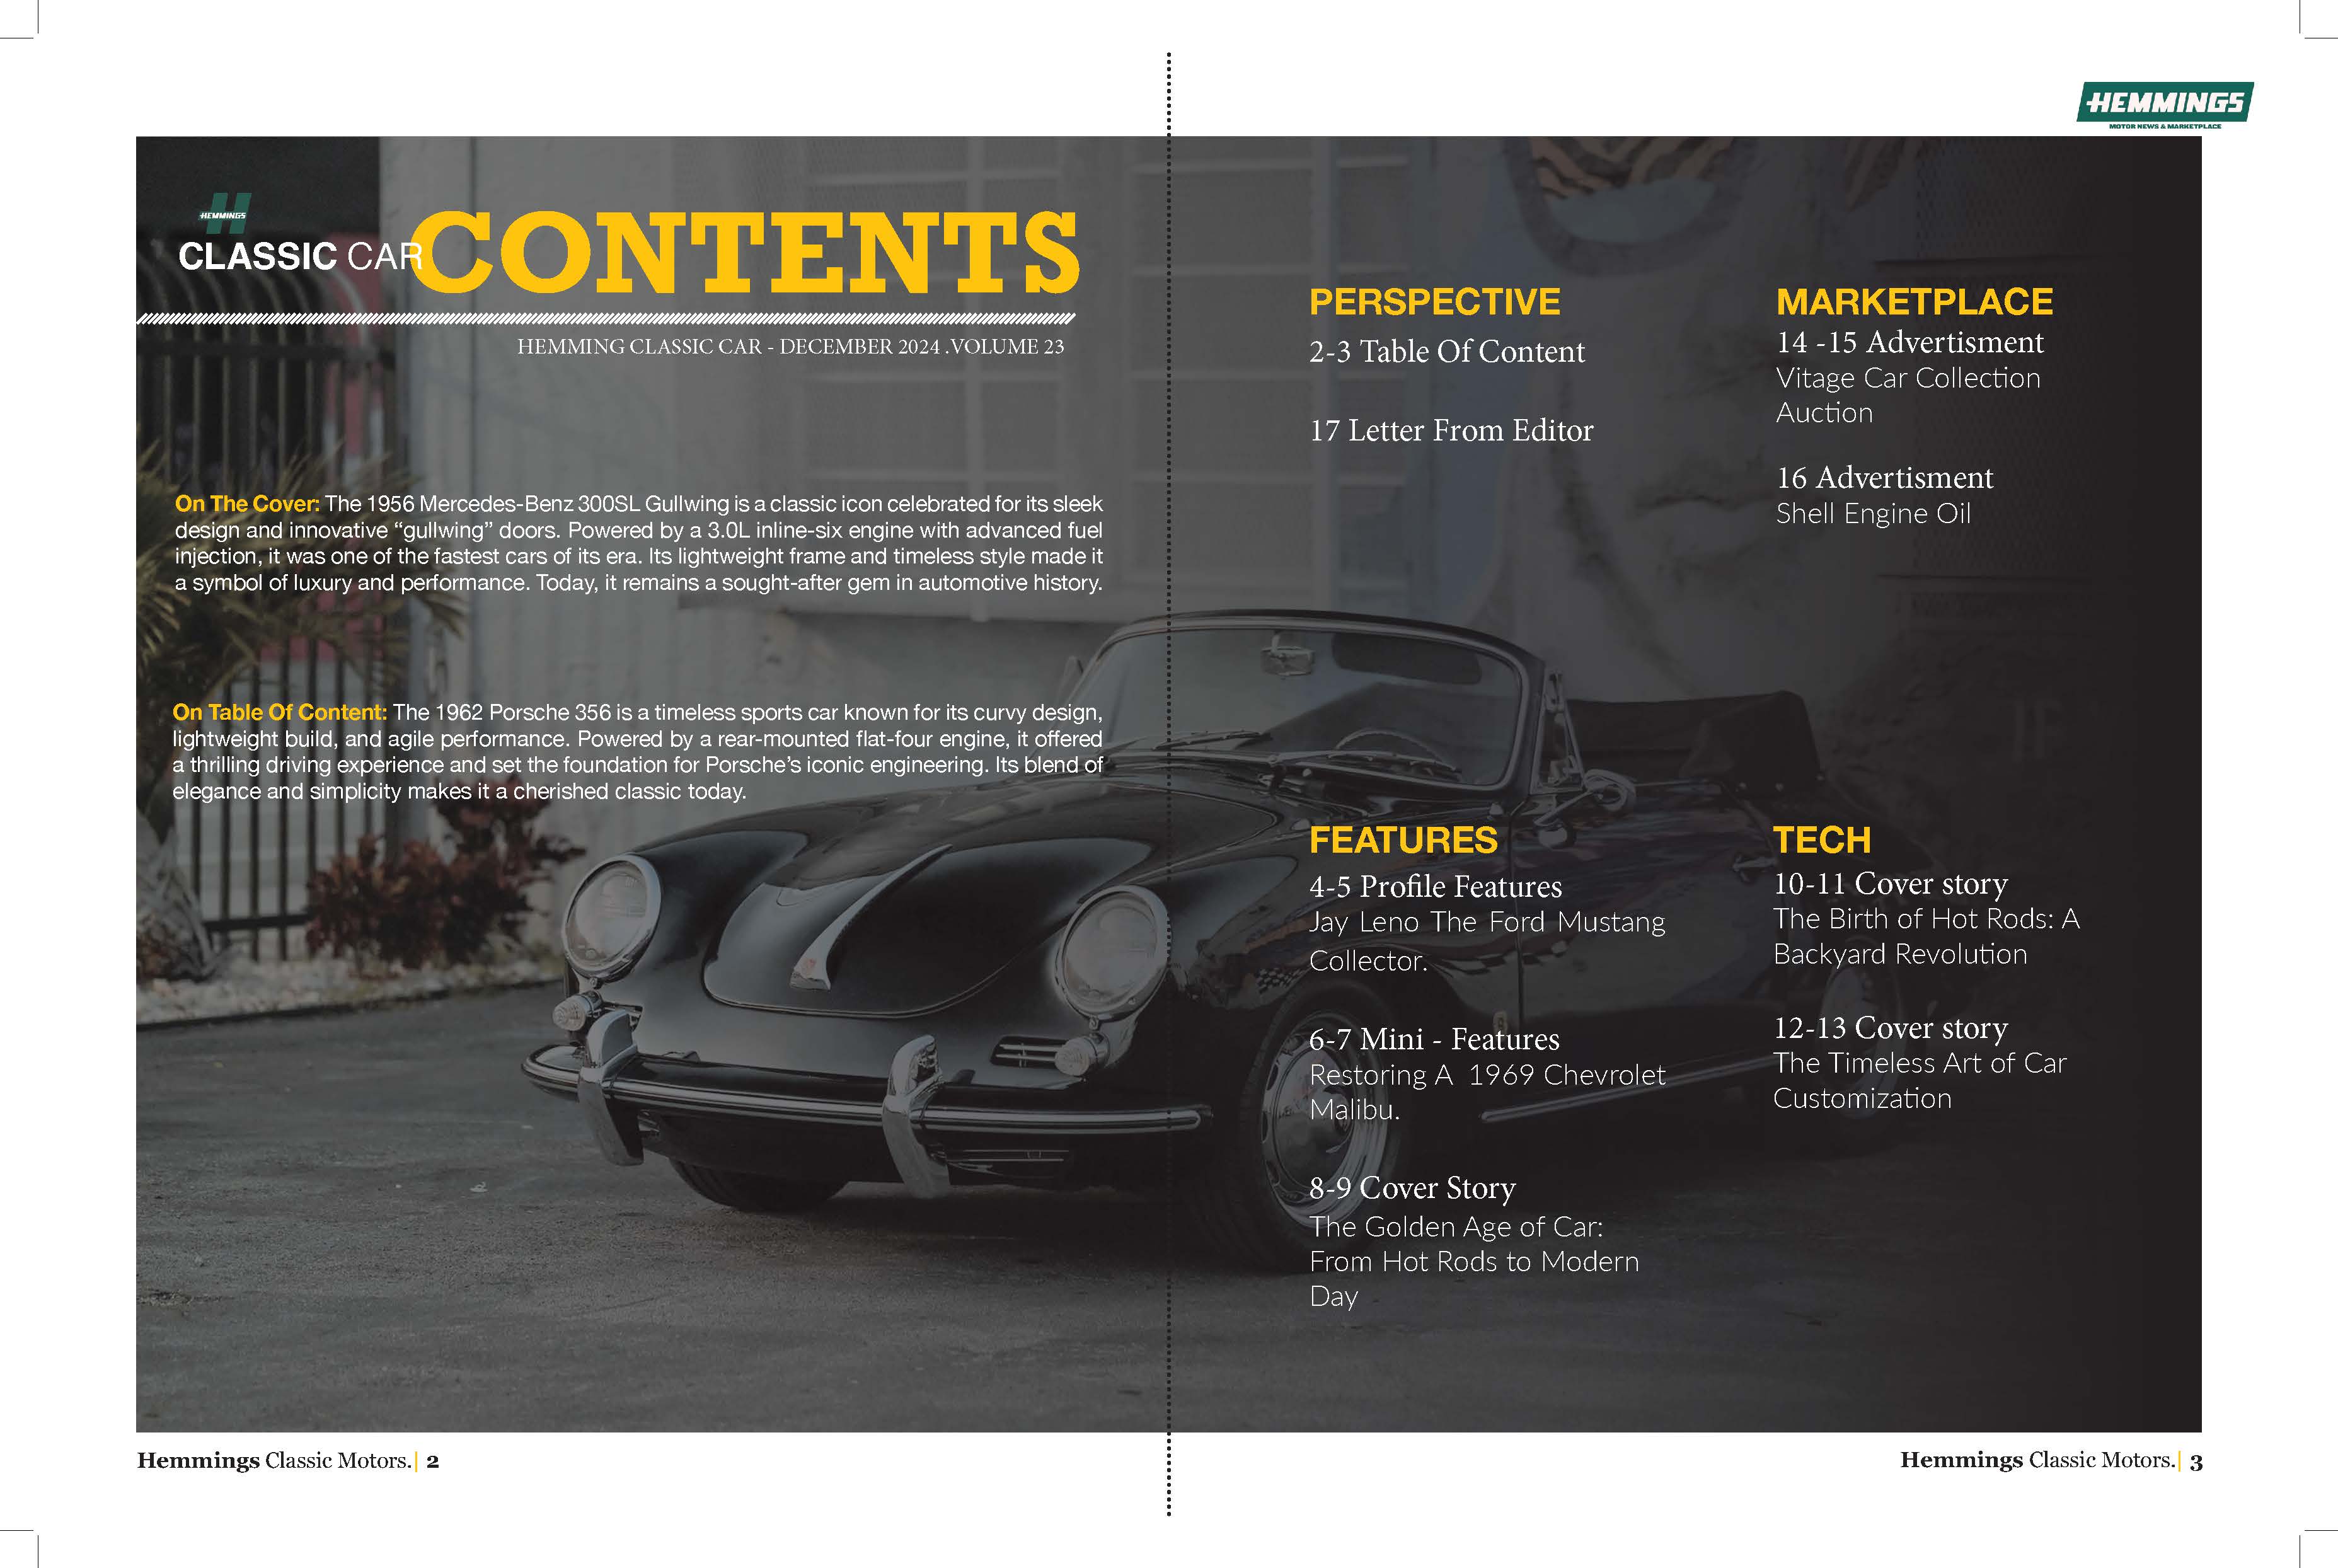 HEMMINGS
MOTOR NEWS & MARKETPLACE
H
HEMMINGS
CLASSIC CAR
CONTENTS
HEMMING CLASSIC CAR - DECEMBER 2024 .VOLUME 23
On The Cover: The 1956 Mercedes-Benz 300SL Gullwing is a classic icon celebrated for its sleek
design and innovative “gullwing” doors. Powered by a 3.0L inline-six engine with advanced fuel
injection, it was one of the fastest cars of its era. Its lightweight frame and timeless style made it
a symbol of luxury and performance. Today, it remains a sought-after gem in automotive history.
On Table Of Content: The 1962 Porsche 356 is a timeless sports car known for its curvy design,
lightweight build, and agile performance. Powered by a rear-mounted flat-four engine, it offered
a thrilling driving experience and set the foundation for Porsche’s iconic engineering. Its blend of
elegance and simplicity makes it a cherished classic today.
PERSPECTIVE
2-3 Table Of Content
17 Letter From Editor
MARKETPLACE
14 -15 Advertisment
Vitage Car Collection
Auction
16 Advertisment
Shell Engine Oil
FEATURES
4-5 Profile Features
Jay Leno The Ford Mustang
Collector.
6-7 Mini - Features
Restoring A 1969 Chevrolet
Malibu.
8-9 Cover Story
The Golden Age of Car:
From Hot Rods to Modern
Day
TECH
10-11 Cover story
The Birth of Hot Rods: A
Backyard Revolution
12-13 Cover story
The Timeless Art of Car
Customization
Hemmings Classic Motors.| 2
Hemmings Classic Motors.| 3